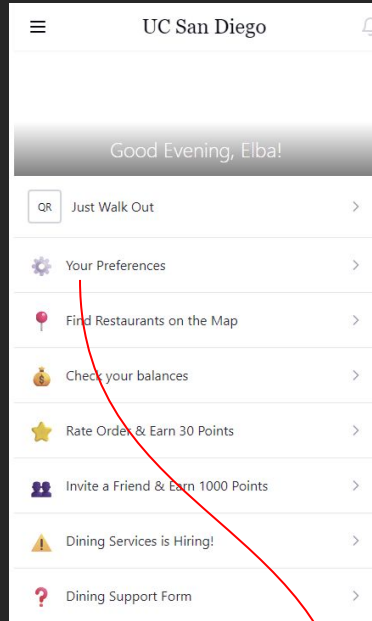 UC San Diego
Good Evening, Elba!
QR Just Walk Out
Your Preferences
Find Restaurants on the Map
Check your balances
Rate Order & Earn 30 Points
Invite a Friend & Earn 1000 Points
Dining Services is Hiring!
Dining Support Form